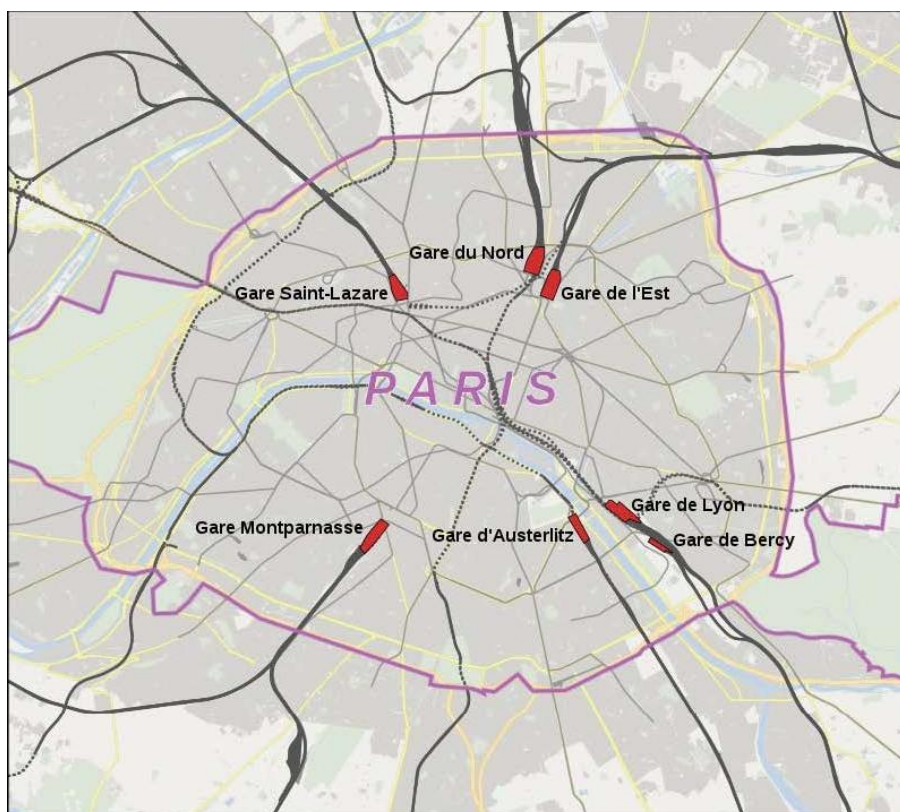 Gare du Nord
Gare Saint-Lazare
Gare de l'Est
PARIS
Gare de Lyon
Gare Montparnasse
Gare d'Austerlitz
Gare de Bercy